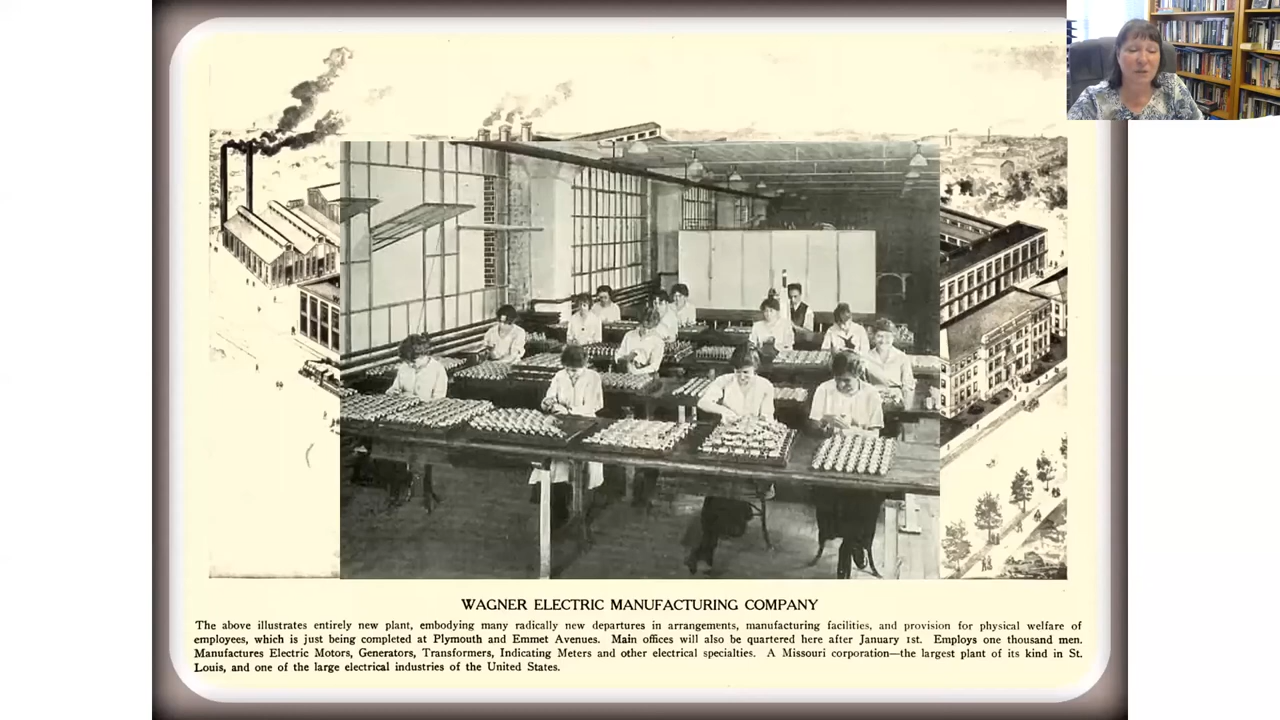 WAGNER ELECTRIC MANUFACTURING COMPANY
The above illustrates entirely new plant, embodying many radically new departures in arrangements, manufacturing facilities, and provision for physical welfare of
employees, which is just being completed at Plymouth and Emmet Avenues. Main offices will also be quartered here after January 1st. Employs one thousand men.
Manufactures Electric Motors, Generators, Transformers, Indicating Meters and other electrical specialties. A Missouri corporation—the largest plant of its kind in St.
Louis, and one of the large electrical industries of the United States.